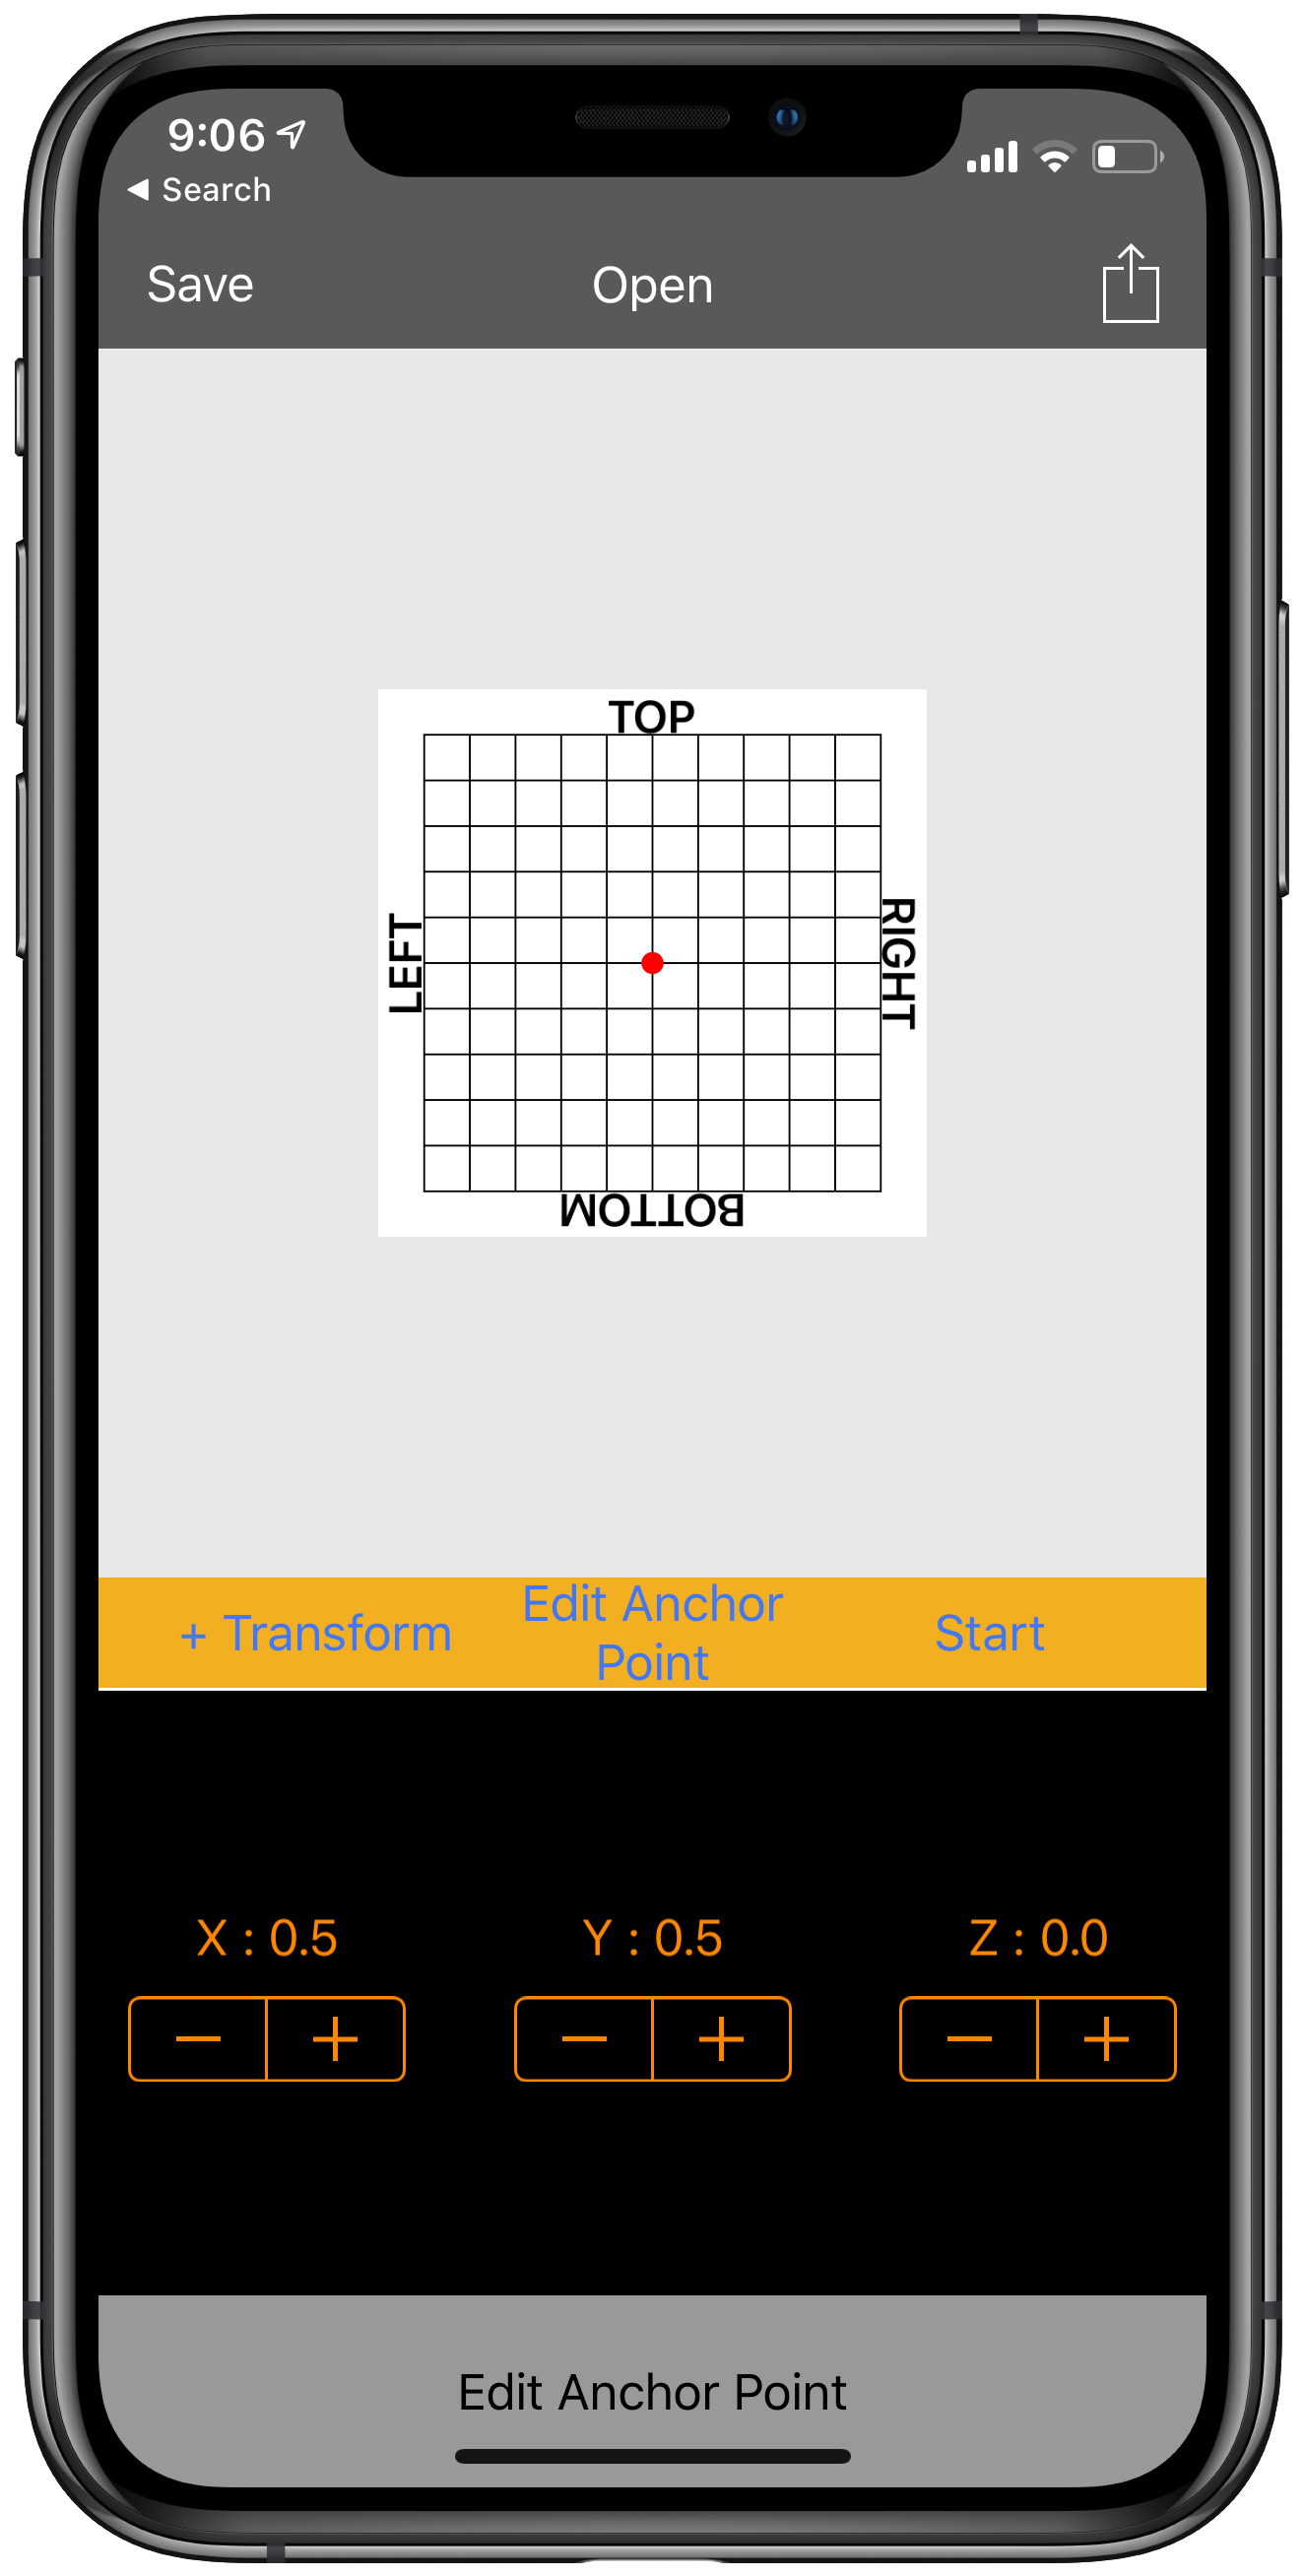 9:06
◀ Search
Save Open
TOP
LEFT
RIGHT
BOTTOM
+ Transform Edit Anchor Point Start
X : 0.5 Y : 0.5 Z : 0.0
− + − + − +
Edit Anchor Point